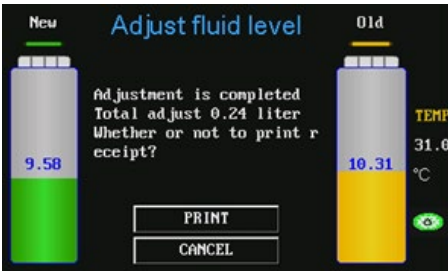 New
Adjust fluid level
Old
Adjustment is completed
Total adjust 0.24 liter
Whether or not to print r
eceipt?
TEMP
31.0
°C
9.58
10.31
PRINT
CANCEL